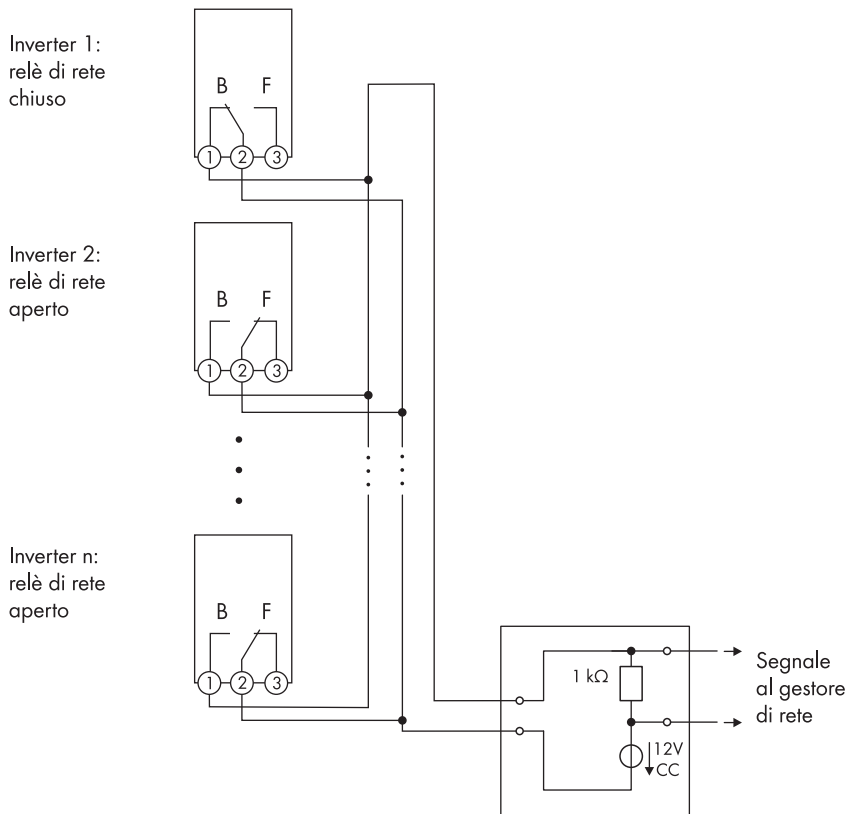 Inverter 1:
relè di rete
chiuso
B F
1 2 3
Inverter 2:
relè di rete
aperto
B F
1 2 3
Inverter n:
relè di rete
aperto
B F
1 2 3
1 kΩ
12V
CC
Segnale
al gestore
di rete